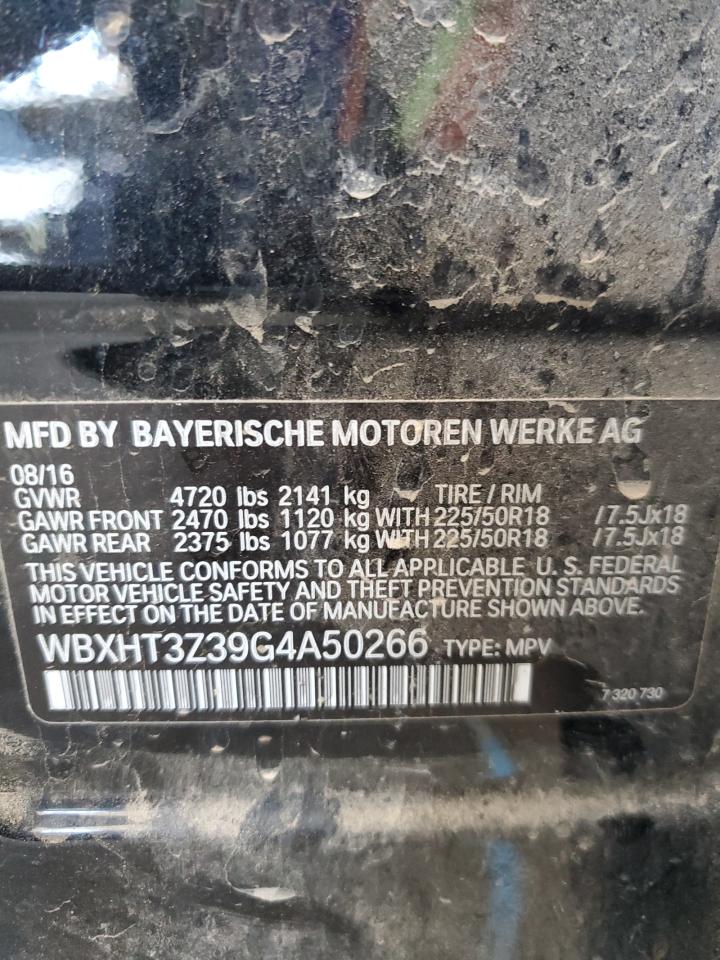 MFD BY BAYERISCHE MOTOREN WERKE AG
08/16
GVWR 4720 lbs 2141 kg TIRE / RIM
GAWR FRONT 2470 lbs 1120 kg WITH 225/50R18 / 7.5Jx18
GAWR REAR 2375 lbs 1077 kg WITH 225/50R18 / 7.5Jx18
THIS VEHICLE CONFORMS TO ALL APPLICABLE U. S. FEDERAL
MOTOR VEHICLE SAFETY AND THEFT PREVENTION STANDARDS
IN EFFECT ON THE DATE OF MANUFACTURE SHOWN ABOVE.
WBXHT3Z39G4A50266 TYPE: MPV
7 320 730